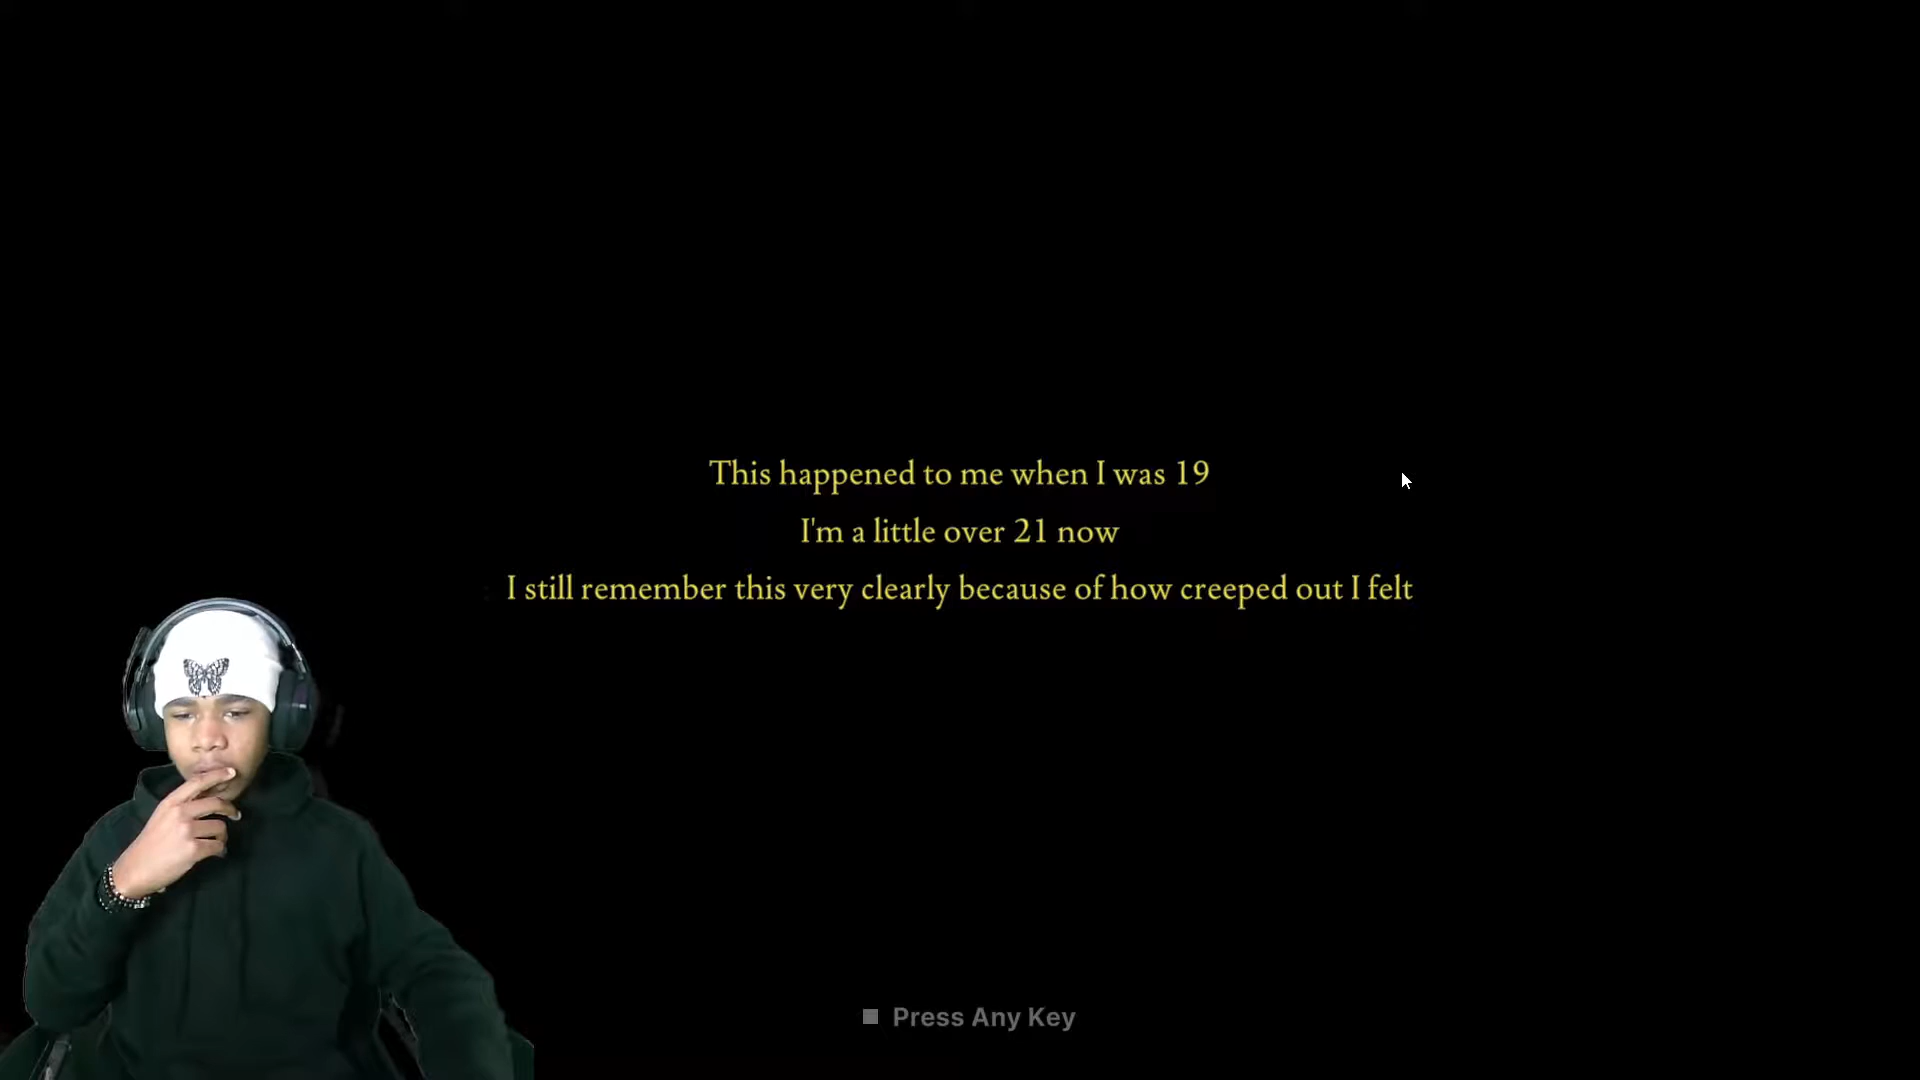 This happened to me when I was 19
I'm a little over 21 now
I still remember this very clearly because of how creeped out I felt
Press Any Key